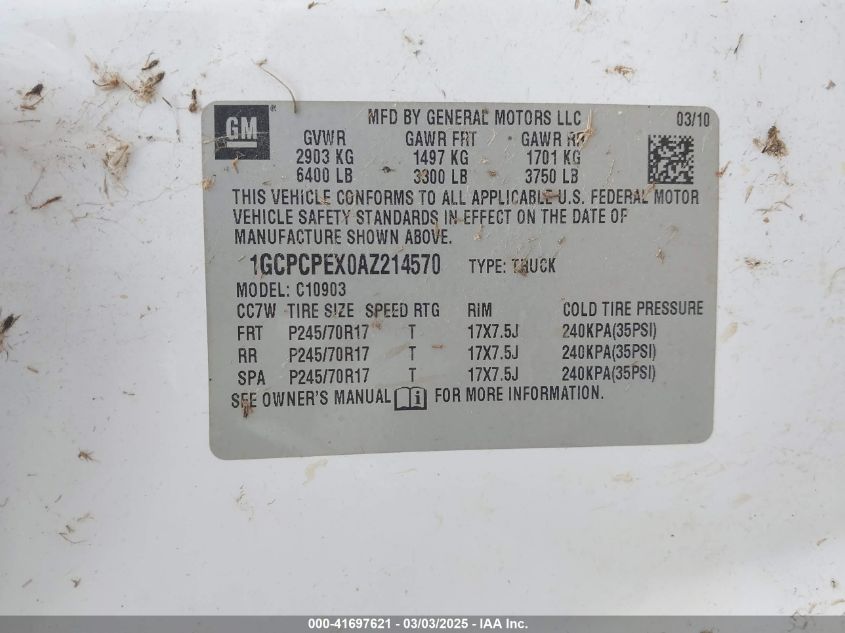 GM
MFD BY GENERAL MOTORS LLC 03/10
GVWR GAWR FRT GAWR RR
2903 KG 1497 KG 1701 KG
6400 LB 3300 LB 3750 LB
THIS VEHICLE CONFORMS TO ALL APPLICABLE U.S. FEDERAL MOTOR
VEHICLE SAFETY STANDARDS IN EFFECT ON THE DATE OF
MANUFACTURE SHOWN ABOVE.
1GCPCPEX0AZ214570 TYPE: TRUCK
MODEL: C10903
CC7W TIRE SIZE SPEED RTG RIM COLD TIRE PRESSURE
FRT P245/70R17 T 17X7.5J 240KPA(35PSI)
RR P245/70R17 T 17X7.5J 240KPA(35PSI)
SPA P245/70R17 T 17X7.5J 240KPA(35PSI)
SEE OWNER'S MANUAL i FOR MORE INFORMATION.
000-41697621 - 03/03/2025 - IAA Inc.